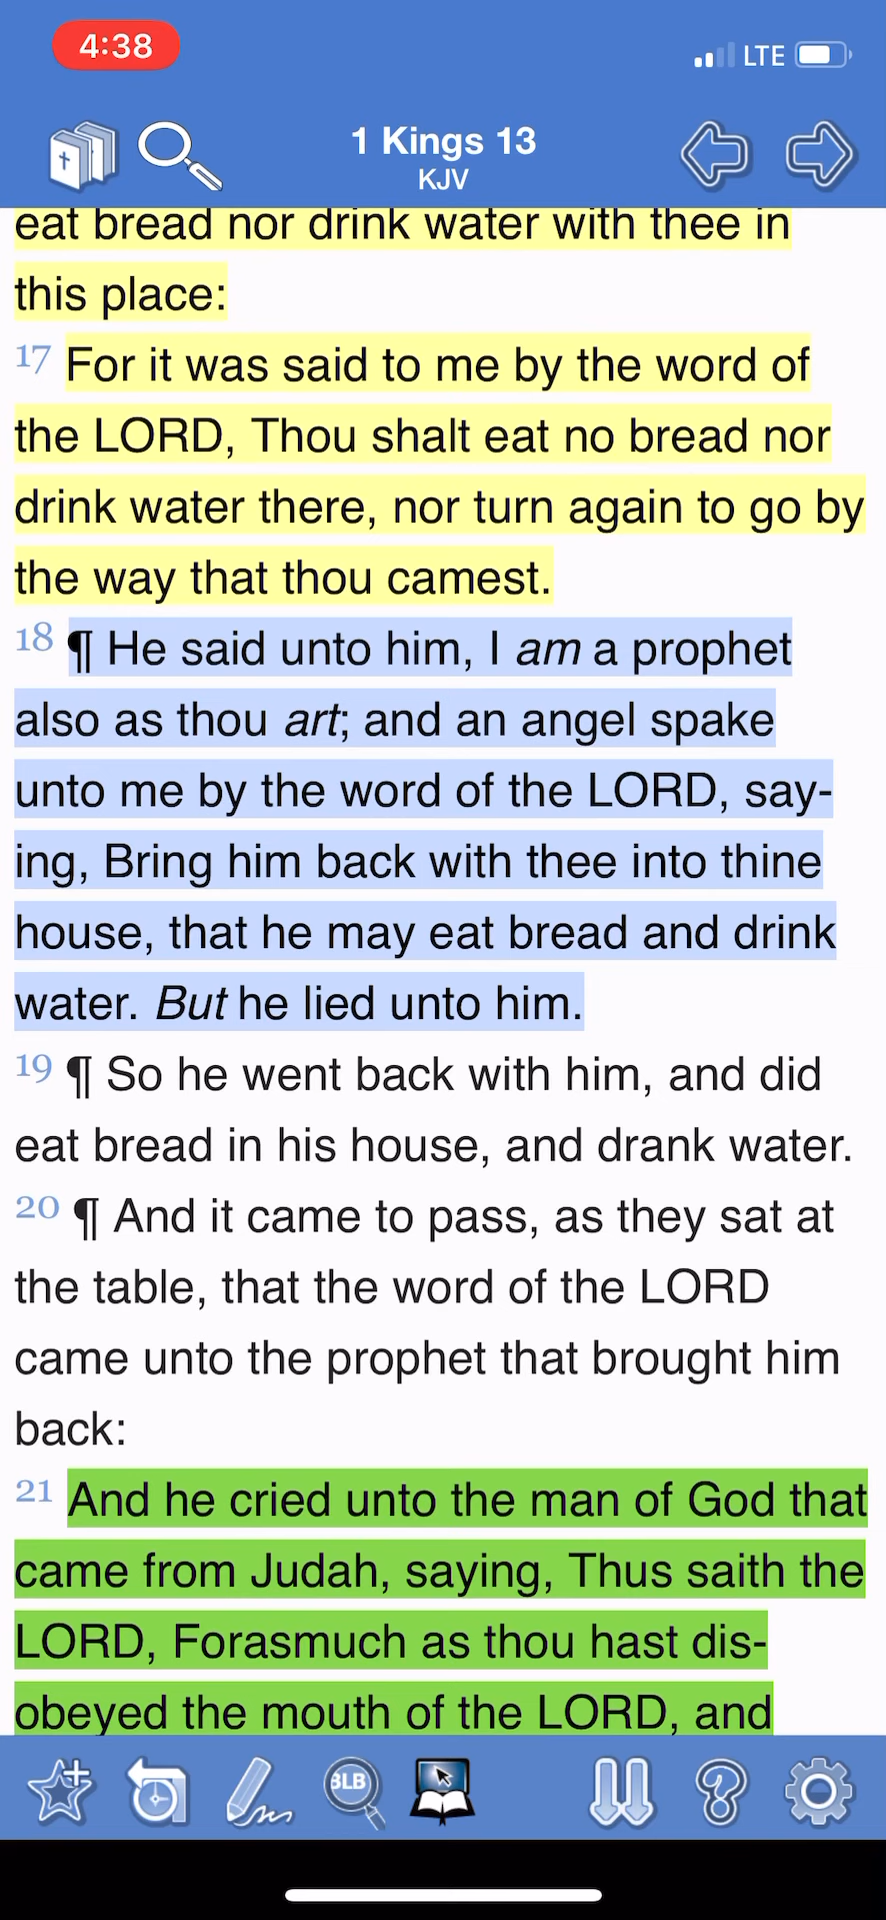 4:38
LTE
1 Kings 13
KJV
eat bread nor drink water with thee in
this place:
17 For it was said to me by the word of
the LORD, Thou shalt eat no bread nor
drink water there, nor turn again to go by
the way that thou camest.
18 ¶ He said unto him, I am a prophet
also as thou art; and an angel spake
unto me by the word of the LORD, say-
ing, Bring him back with thee into thine
house, that he may eat bread and drink
water. But he lied unto him.
19 ¶ So he went back with him, and did
eat bread in his house, and drank water.
20 ¶ And it came to pass, as they sat at
the table, that the word of the LORD
came unto the prophet that brought him
back:
21 And he cried unto the man of God that
came from Judah, saying, Thus saith the
LORD, Forasmuch as thou hast dis-
obeyed the mouth of the LORD, and
BLB